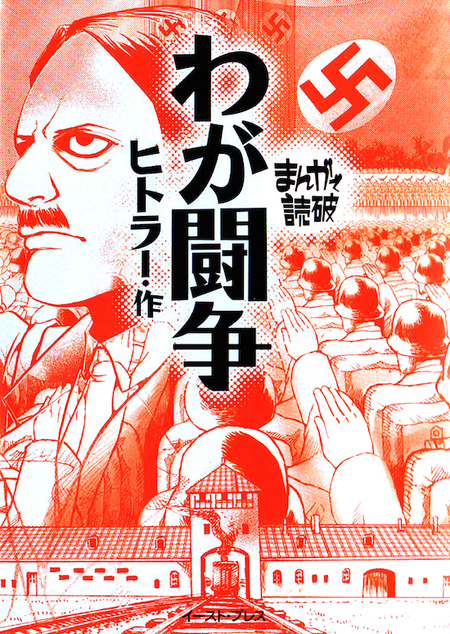 わが闘争
ヒトラー・作
まんがで
読破
イースト・プレス